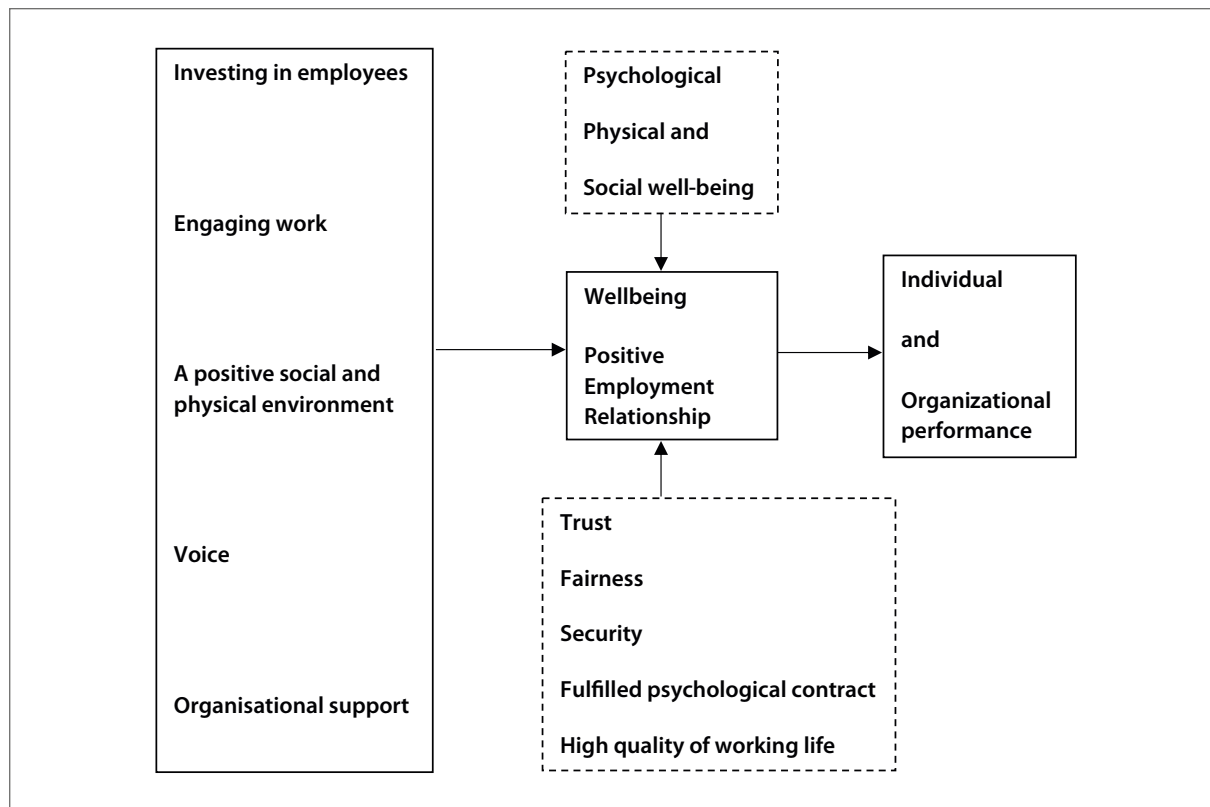 Investing in employees
Engaging work
A positive social and
physical environment
Voice
Organisational support
Psychological
Physical and
Social well-being
Wellbeing
Positive
Employment
Relationship
Trust
Fairness
Security
Fulfilled psychological contract
High quality of working life
Individual
and
Organizational
performance